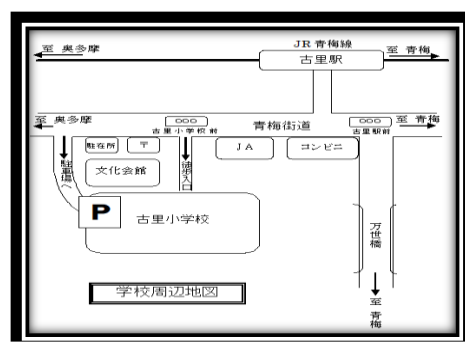 JR青梅線
至 奥多摩
至 青梅
古里駅
至 奥多摩
○○○
古里小学校前
青梅街道
○○○
古里駅前
至 青梅
駐在所
〒
JA
コンビニ
駐車場へ
徒歩入口
文化会館
P
古里小学校
万世橋
至 青梅
学校周辺地図